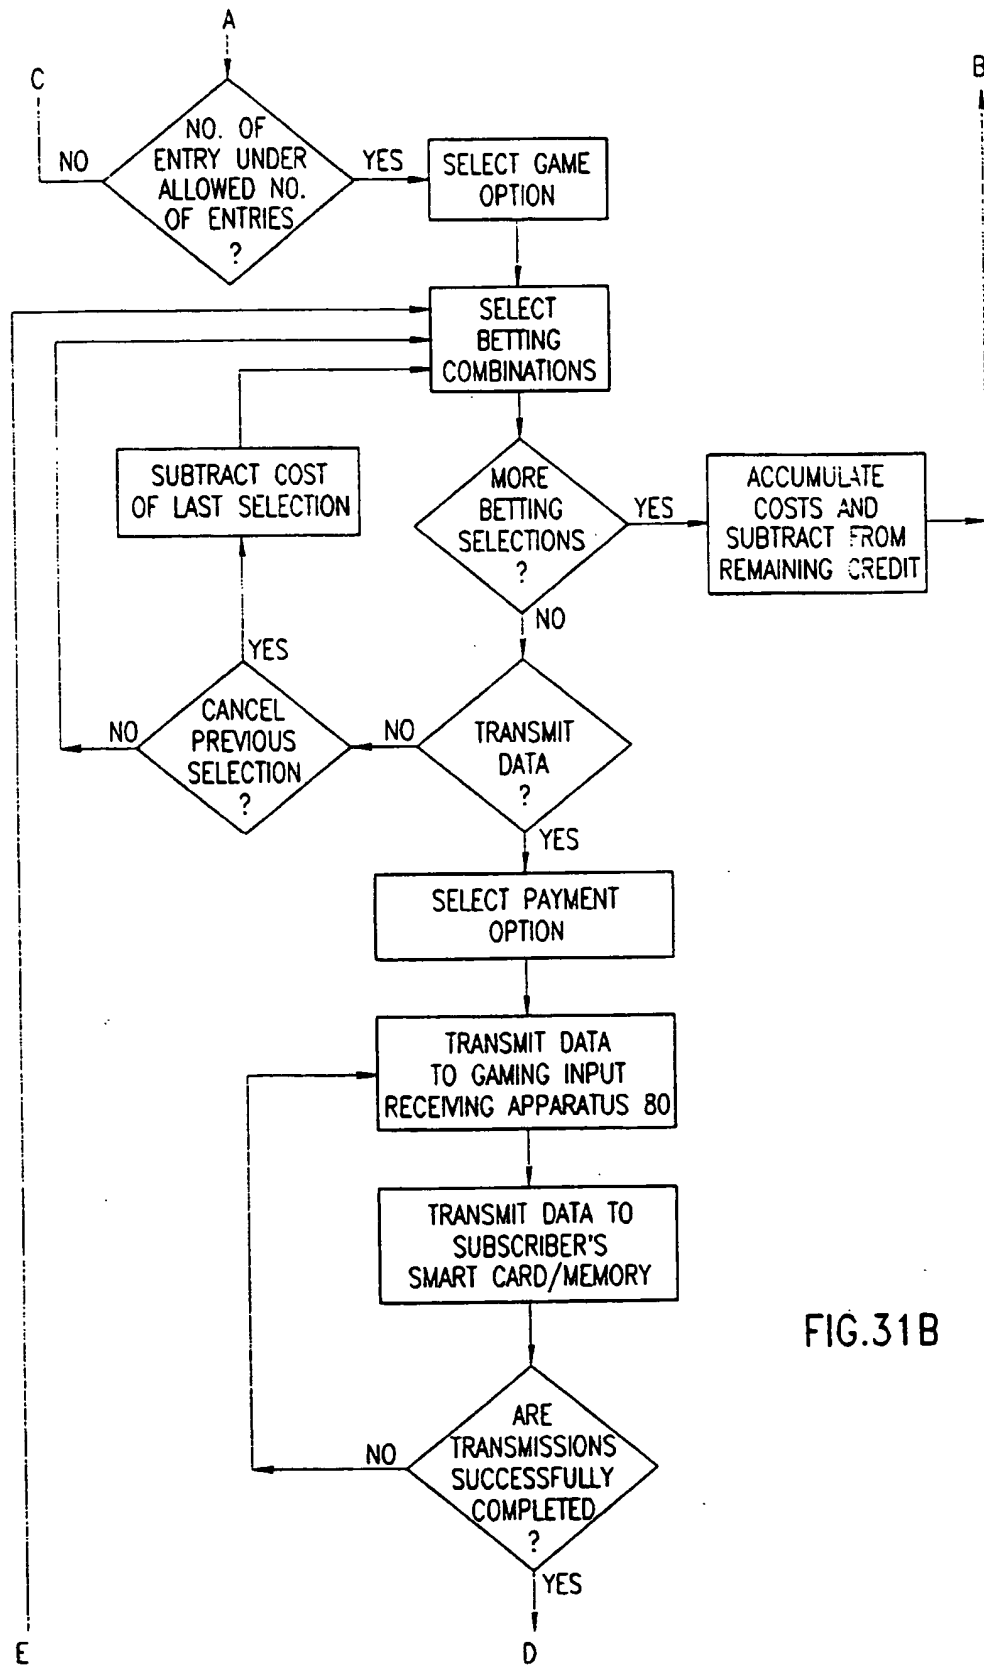 A
C
B
NO. OF
ENTRY UNDER
ALLOWED NO.
OF ENTRIES
?
NO
YES
SELECT GAME
OPTION
SELECT
BETTING
COMBINATIONS
SUBTRACT COST
OF LAST SELECTION
MORE
BETTING
SELECTIONS
?
YES
ACCUMULATE
COSTS AND
SUBTRACT FROM
REMAINING CREDIT
NO
YES
CANCEL
PREVIOUS
SELECTION
?
NO
NO
TRANSMIT
DATA
?
YES
SELECT PAYMENT
OPTION
TRANSMIT DATA
TO GAMING INPUT
RECEIVING APPARATUS 80
TRANSMIT DATA TO
SUBSCRIBER'S
SMART CARD/MEMORY
FIG.31B
ARE
TRANSMISSIONS
SUCCESSFULLY
COMPLETED
?
NO
YES
E
D